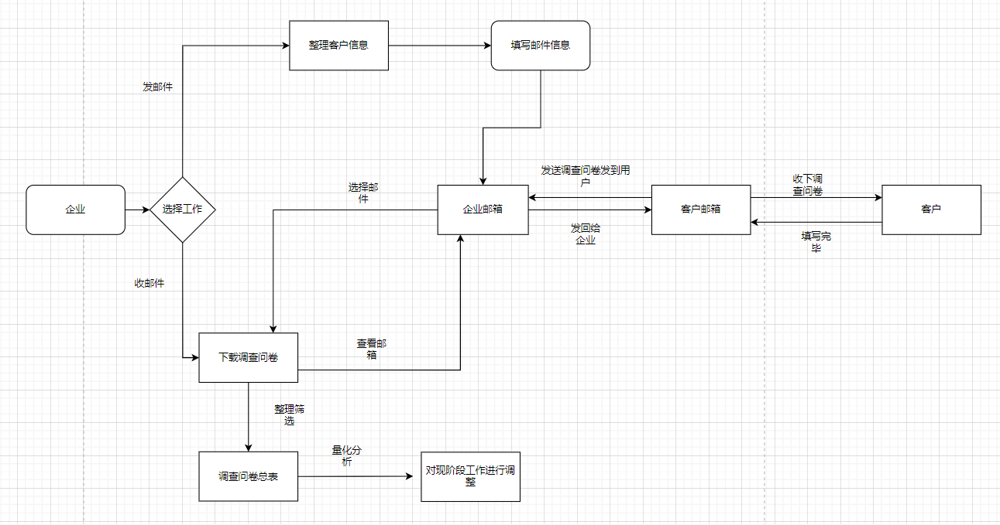 整理客户信息
填写邮件信息
发邮件
发送调查问卷发到用
户
收下调
查问卷
选择邮
件
企业
选择工作
企业邮箱
客户邮箱
客户
发回给
企业
填写完
毕
收邮件
查看邮
箱
下载调查问卷
整理筛
选
量化分
析
调查问卷总表
对现阶段工作进行调
整